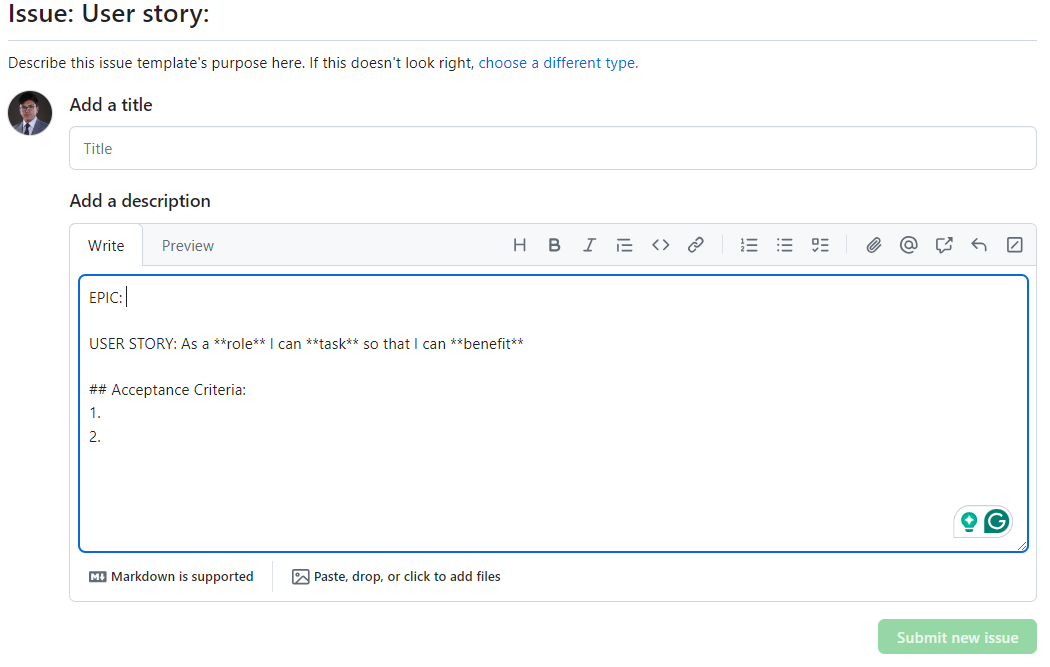 Issue: User story:
Describe this issue template's purpose here. If this doesn't look right, choose a different type.
Add a title
Title
Add a description
Write Preview
EPIC:
USER STORY: As a **role** I can **task** so that I can **benefit**
## Acceptance Criteria:
1.
2.
Markdown is supported
Paste, drop, or click to add files
Submit new issue